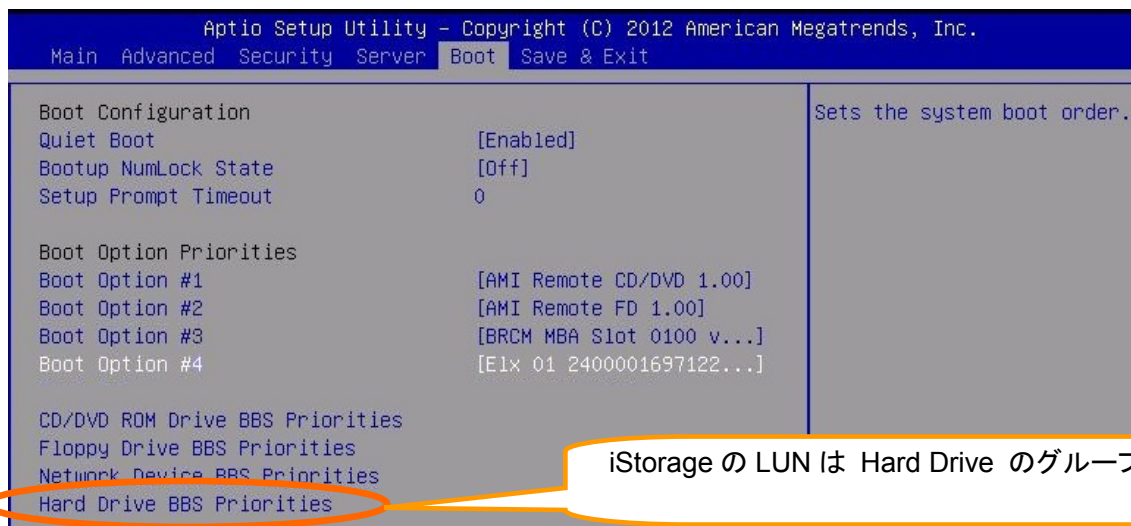 Aptio Setup Utility – Copyright (C) 2012 American Megatrends, Inc.
Main Advanced Security Server Boot Save & Exit
Boot Configuration
Quiet Boot [Enabled]
Bootup NumLock State [Off]
Setup Prompt Timeout 0
Boot Option Priorities
Boot Option #1 [AMI Remote CD/DVD 1.00]
Boot Option #2 [AMI Remote FD 1.00]
Boot Option #3 [BRCM MBA Slot 0100 v...]
Boot Option #4 [Elx 01 2400001697122...]
CD/DVD ROM Drive BBS Priorities
Floppy Drive BBS Priorities
Network Device BBS Priorities
Hard Drive BBS Priorities
Sets the system boot order.
iStorage の LUN は Hard Drive のグループ